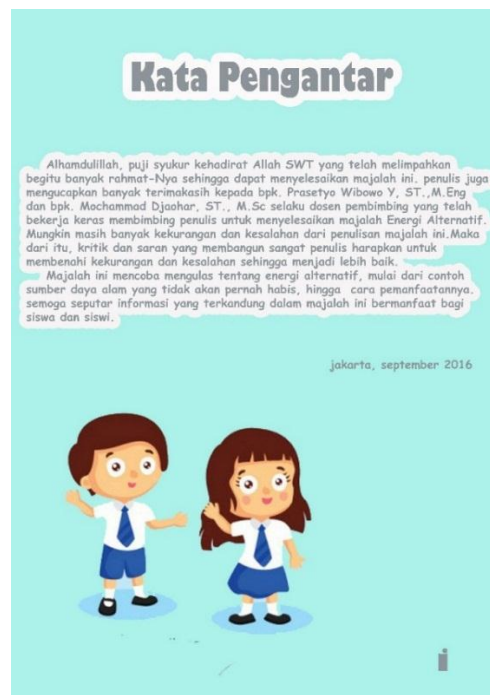 Kata Pengantar
Alhamdulillah, puji syukur kehadirat Allah SWT yang telah melimpahkan
begitu banyak rahmat-Nya sehingga dapat menyelesaikan majalah ini. penulis juga
mengucapkan banyak terimakasih kepada bpk. Prasetyo Wibowo Y, ST.,M.Eng
dan bpk. Mochammad Djaohar, ST., M.Sc selaku dosen pembimbing yang telah
bekerja keras membimbing penulis untuk menyelesaikan majalah Energi Alternatif.
Mungkin masih banyak kekurangan dan kesalahan dari penulisan majalah ini.Maka
dari itu, kritik dan saran yang membangun sangat penulis harapkan untuk
membenahi kekurangan dan kesalahan sehingga menjadi lebih baik.
Majalah ini mencoba mengulas tentang energi alternatif, mulai dari contoh
sumber daya alam yang tidak akan pernah habis, hingga cara pemanfaatannya.
semoga seputar informasi yang terkandung dalam majalah ini bermanfaat bagi
siswa dan siswi.
jakarta, september 2016
i